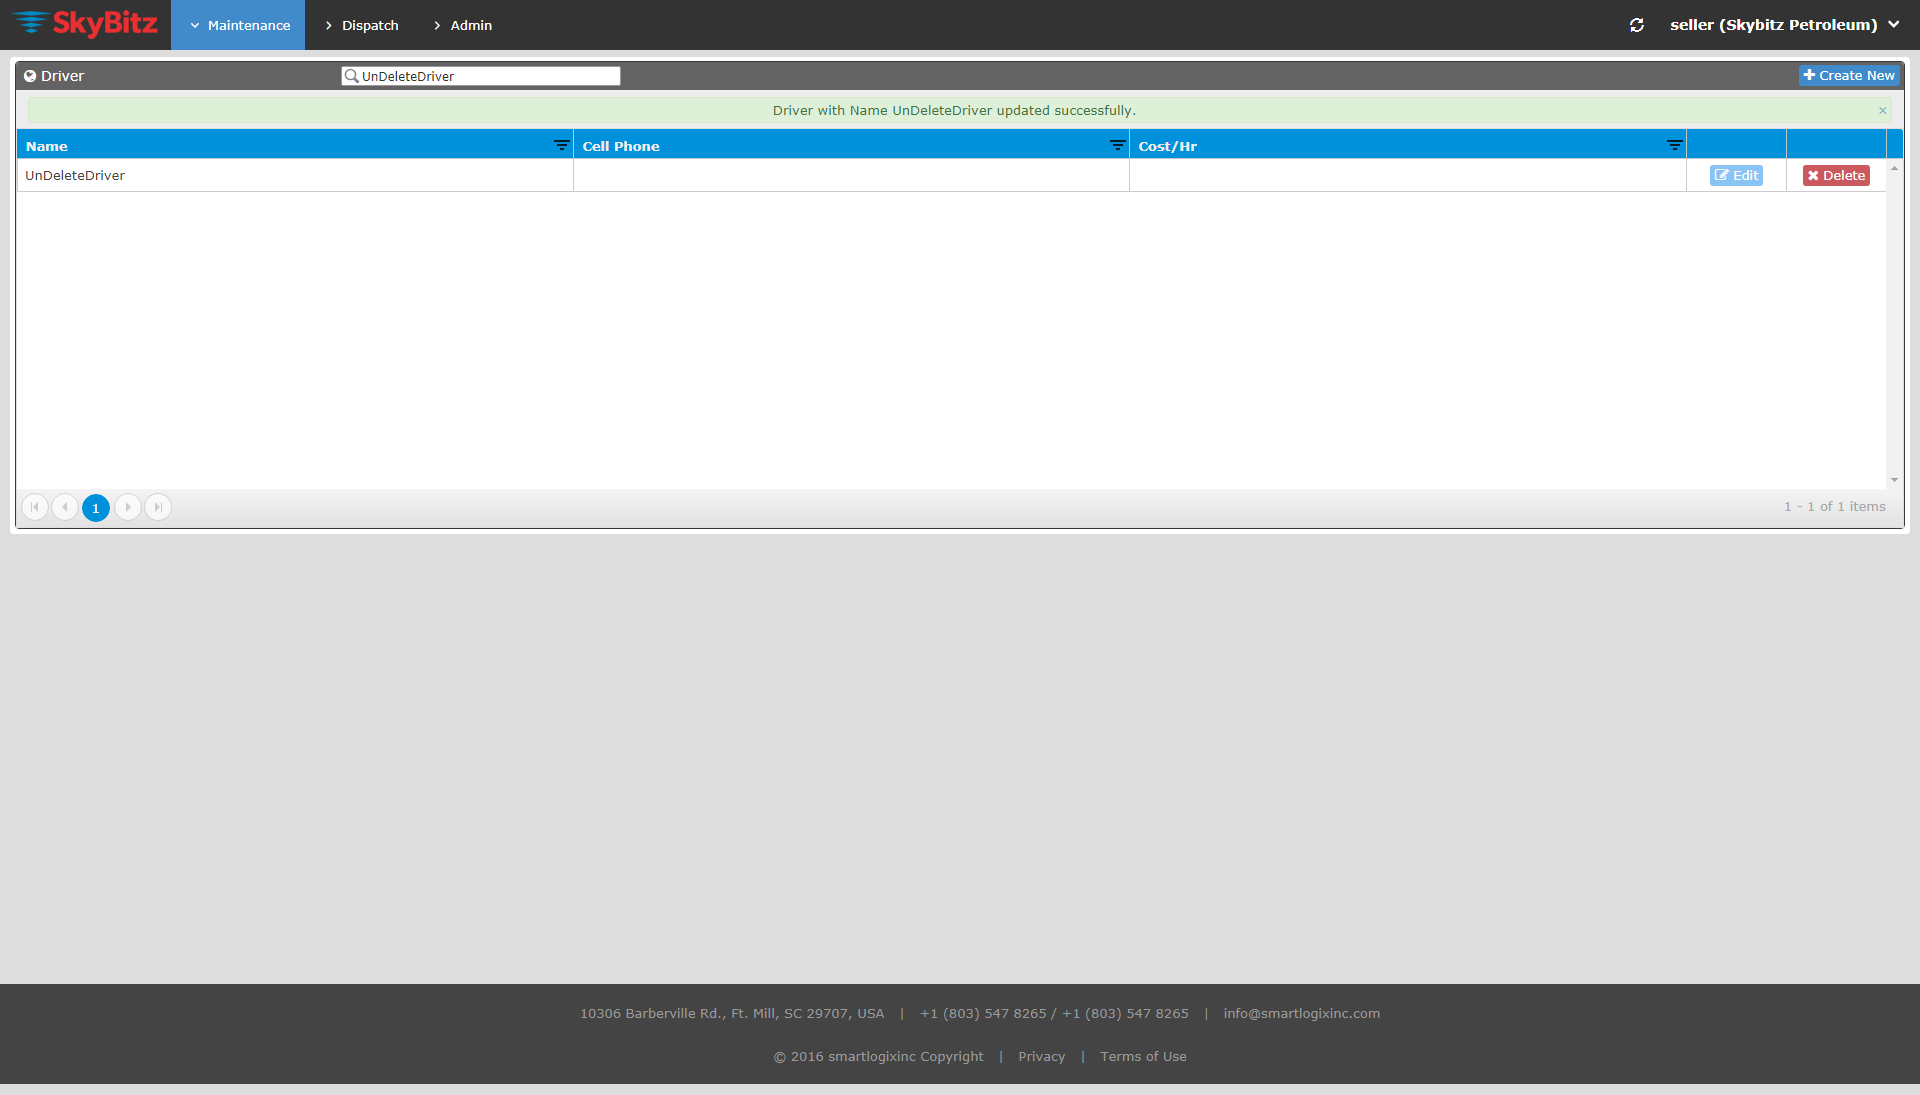 SkyBitz Maintenance Dispatch Admin seller (Skybitz Petroleum)
Driver UnDeleteDriver Create New
Driver with Name UnDeleteDriver updated successfully. ×
Name Cell Phone Cost/Hr
UnDeleteDriver Edit Delete
1 1 - 1 of 1 items
10306 Barberville Rd., Ft. Mill, SC 29707, USA | +1 (803) 547 8265 / +1 (803) 547 8265 | info@smartlogixinc.com
© 2016 smartlogixinc Copyright | Privacy | Terms of Use